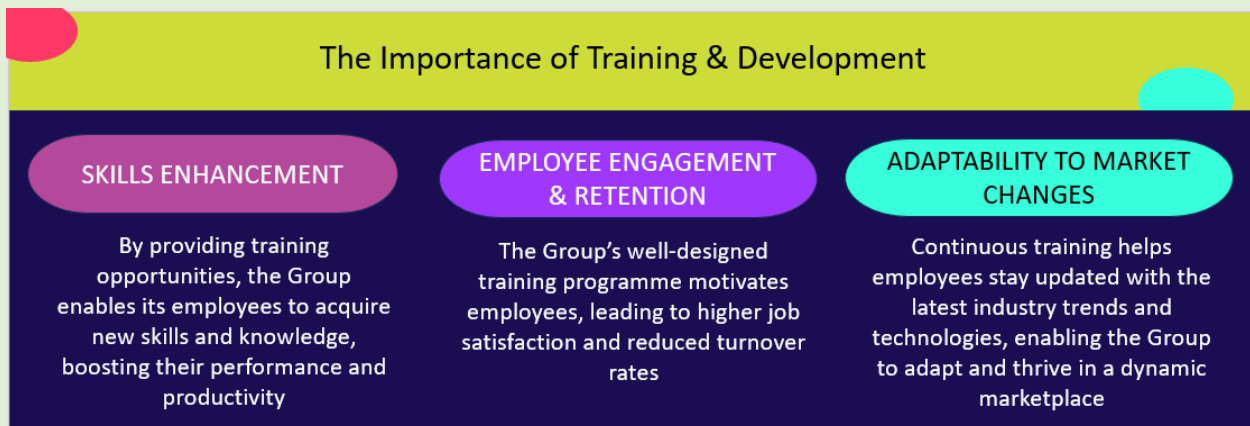 The Importance of Training & Development
SKILLS ENHANCEMENT
By providing training
opportunities, the Group
enables its employees to acquire
new skills and knowledge,
boosting their performance and
productivity
EMPLOYEE ENGAGEMENT
& RETENTION
The Group’s well-designed
training programme motivates
employees, leading to higher job
satisfaction and reduced turnover
rates
ADAPTABILITY TO MARKET
CHANGES
Continuous training helps
employees stay updated with the
latest industry trends and
technologies, enabling the Group
to adapt and thrive in a dynamic
marketplace